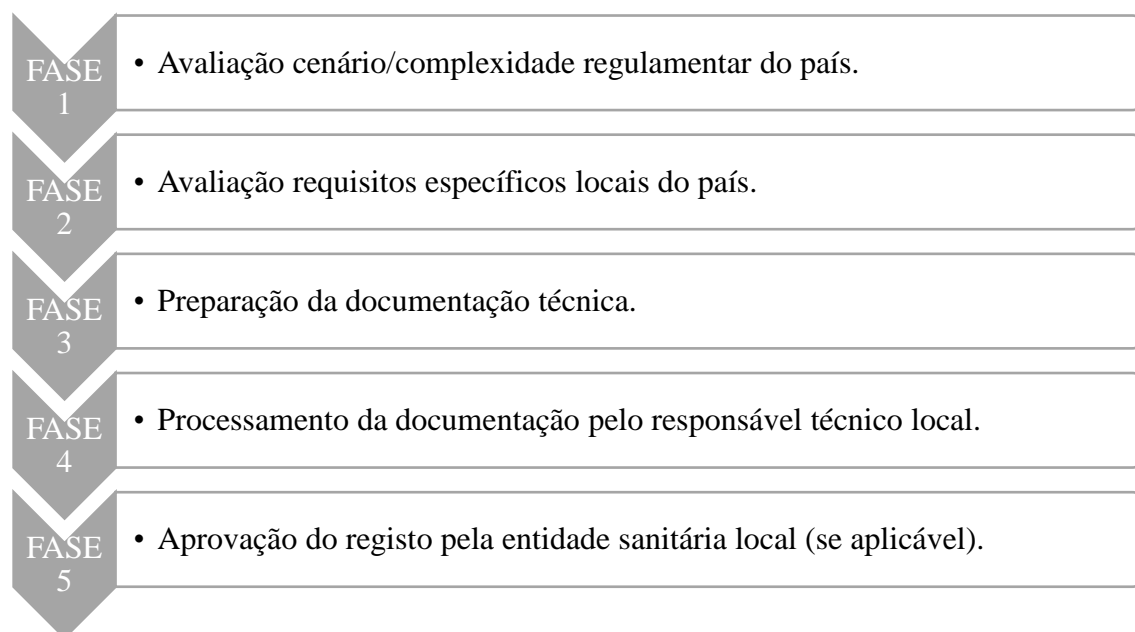 FASE
1
• Avaliação cenário/complexidade regulamentar do país.
FASE
2
• Avaliação requisitos específicos locais do país.
FASE
3
• Preparação da documentação técnica.
FASE
4
• Processamento da documentação pelo responsável técnico local.
FASE
5
• Aprovação do registo pela entidade sanitária local (se aplicável).